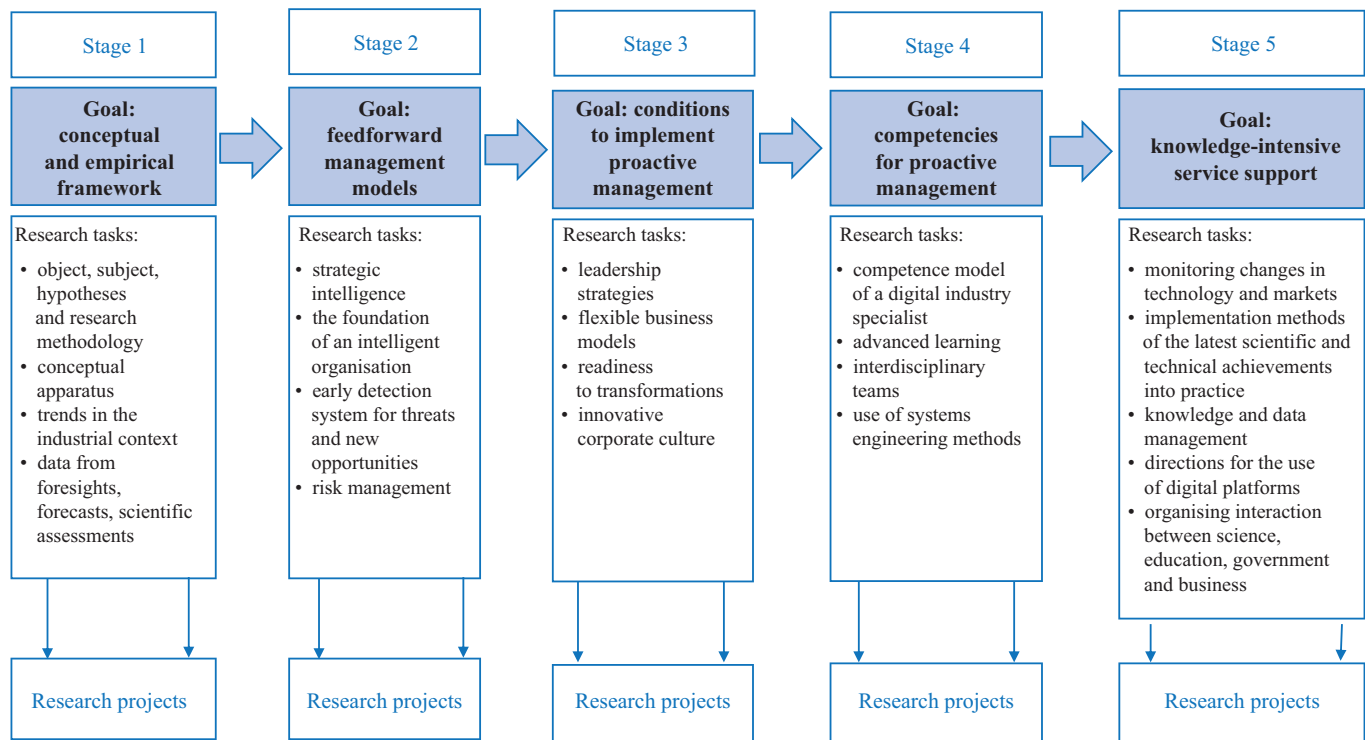 Stage 1
Goal:
conceptual
and empirical
framework
Research tasks:
• object, subject,
hypotheses
and research
methodology
• conceptual
apparatus
• trends in the
industrial context
• data from
foresights,
forecasts, scientific
assessments
Research projects
Stage 2
Goal:
feedforward
management
models
Research tasks:
• strategic
intelligence
• the foundation
of an intelligent
organisation
• early detection
system for threats
and new
opportunities
• risk management
Research projects
Stage 3
Goal: conditions
to implement
proactive
management
Research tasks:
• leadership
strategies
• flexible business
models
• readiness
to transformations
• innovative
corporate culture
Research projects
Stage 4
Goal:
competencies
for proactive
management
Research tasks:
• competence model
of a digital industry
specialist
• advanced learning
• interdisciplinary
teams
• use of systems
engineering methods
Research projects
Stage 5
Goal:
knowledge-intensive
service support
Research tasks:
• monitoring changes in
technology and markets
• implementation methods
of the latest scientific and
technical achievements
into practice
• knowledge and data
management
• directions for the use
of digital platforms
• organising interaction
between science,
education, government
and business
Research projects